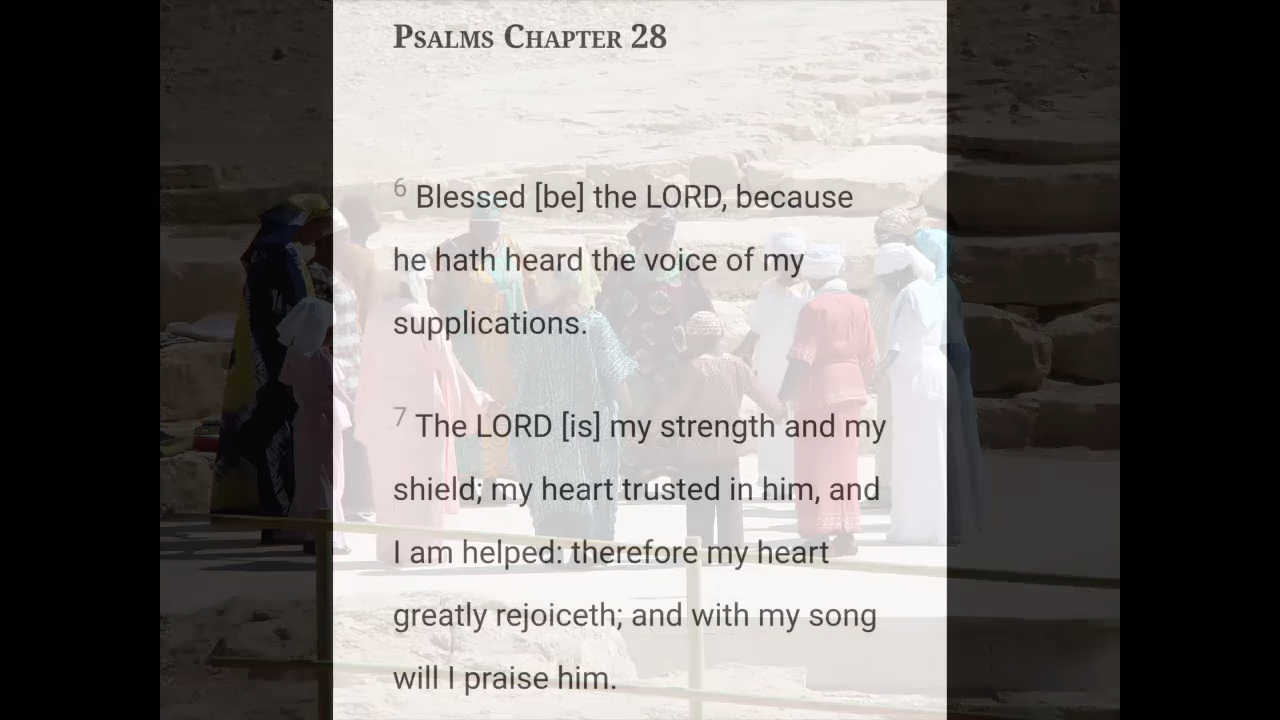 Psalms Chapter 28
6 Blessed [be] the LORD, because
he hath heard the voice of my
supplications.
7 The LORD [is] my strength and my
shield; my heart trusted in him, and
I am helped: therefore my heart
greatly rejoiceth; and with my song
will I praise him.